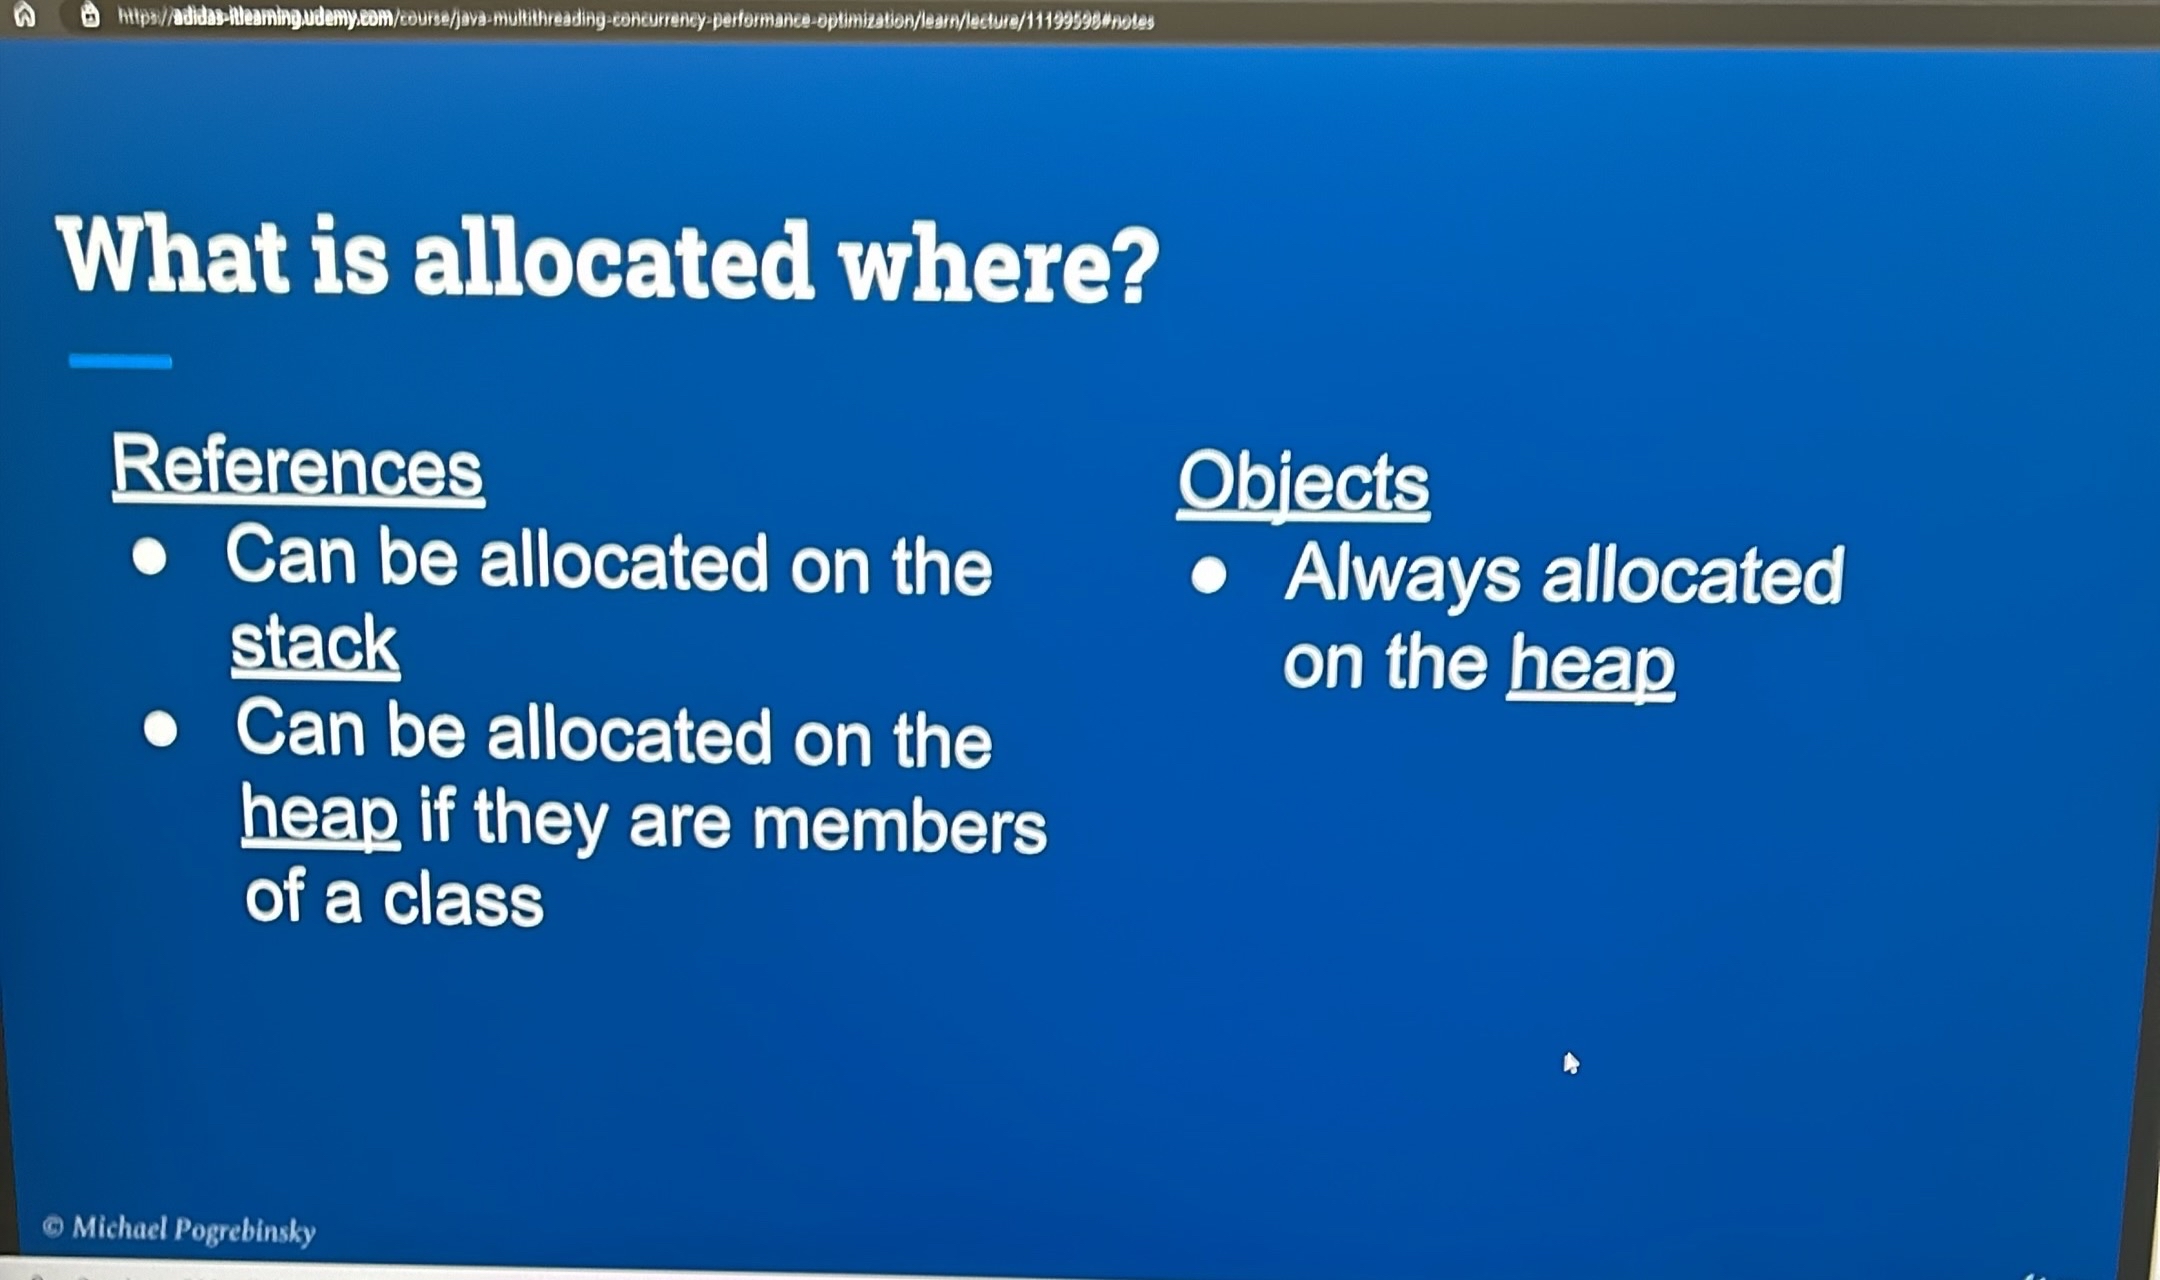 https://adidas-itlearning.udemy.com/course/java-multithreading-concurrency-performance-optimization/learn/lecture/11199598#notes
What is allocated where?
References
● Can be allocated on the
stack
● Can be allocated on the
heap if they are members
of a class
Objects
● Always allocated
on the heap
© Michael Pogrebinsky